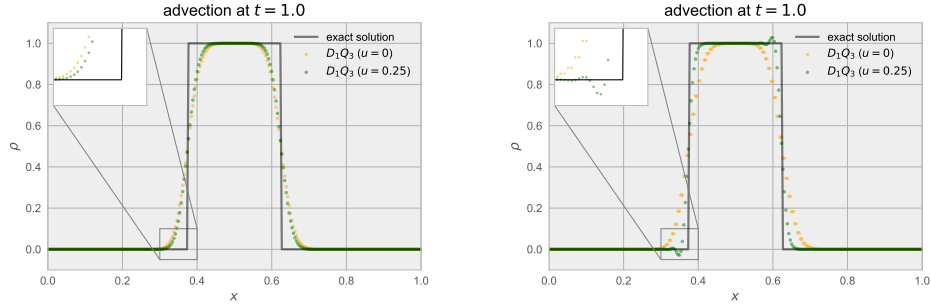 advection at t = 1.0
exact solution
D₁Q₃ (u = 0)
D₁Q₃ (u = 0.25)
1.0
0.8
0.6
0.4
0.2
0.0
ρ
0.0 0.2 0.4 0.6 0.8 1.0
x
advection at t = 1.0
exact solution
D₁Q₃ (u = 0)
D₁Q₃ (u = 0.25)
1.0
0.8
0.6
0.4
0.2
0.0
ρ
0.0 0.2 0.4 0.6 0.8 1.0
x